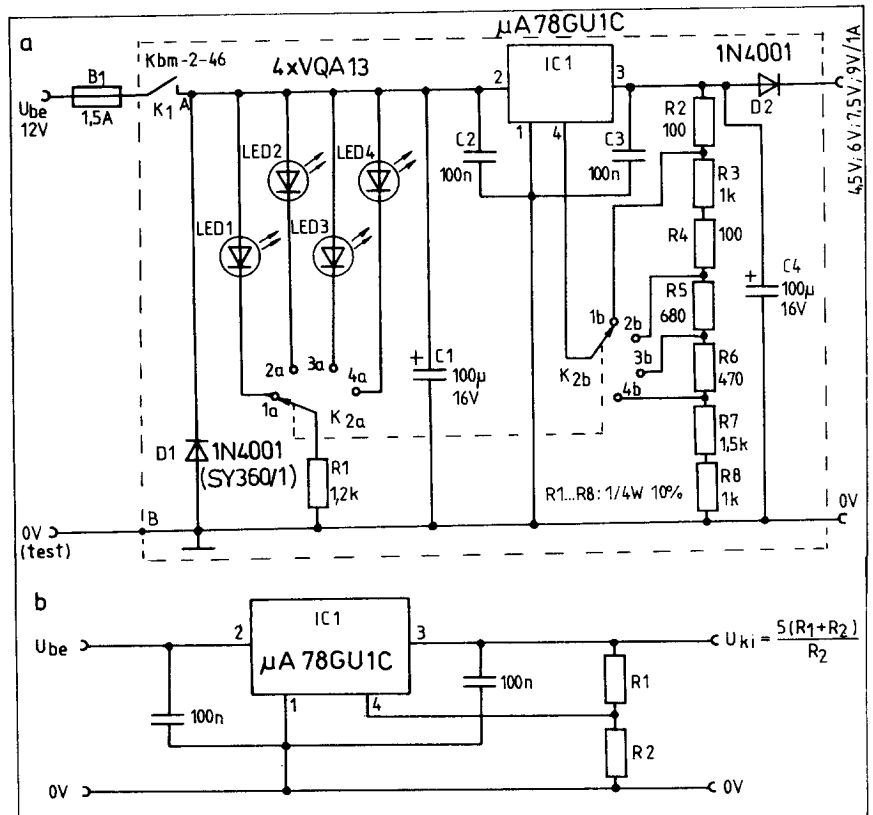 a
µA78GU1C
Kbm-2-46
4xVQA13
1N4001
B1
1,5A
K1
A
Ube
12V
2
IC1
3
1
4
D2
4,5V; 6V; 7,5V; 9V/1A
LED2
LED4
LED1
LED3
C2
100n
C3
100n
R2
100
R3
1k
R4
100
R5
680
R6
470
R7
1,5k
R8
1k
C4
+
100µ
16V
1b
2b
3b
4b
K2b
2a
3a
4a
1a
K2a
+
C1
100µ
16V
D1
1N4001
(SY360/1)
R1
1,2k
R1...R8: 1/4W 10%
B
0V
(test)
0V
b
Ube
2
IC1
µA78GU1C
3
1
4
100n
100n
R1
R2
Uki = 5(R1+R2)
R2
0V
0V